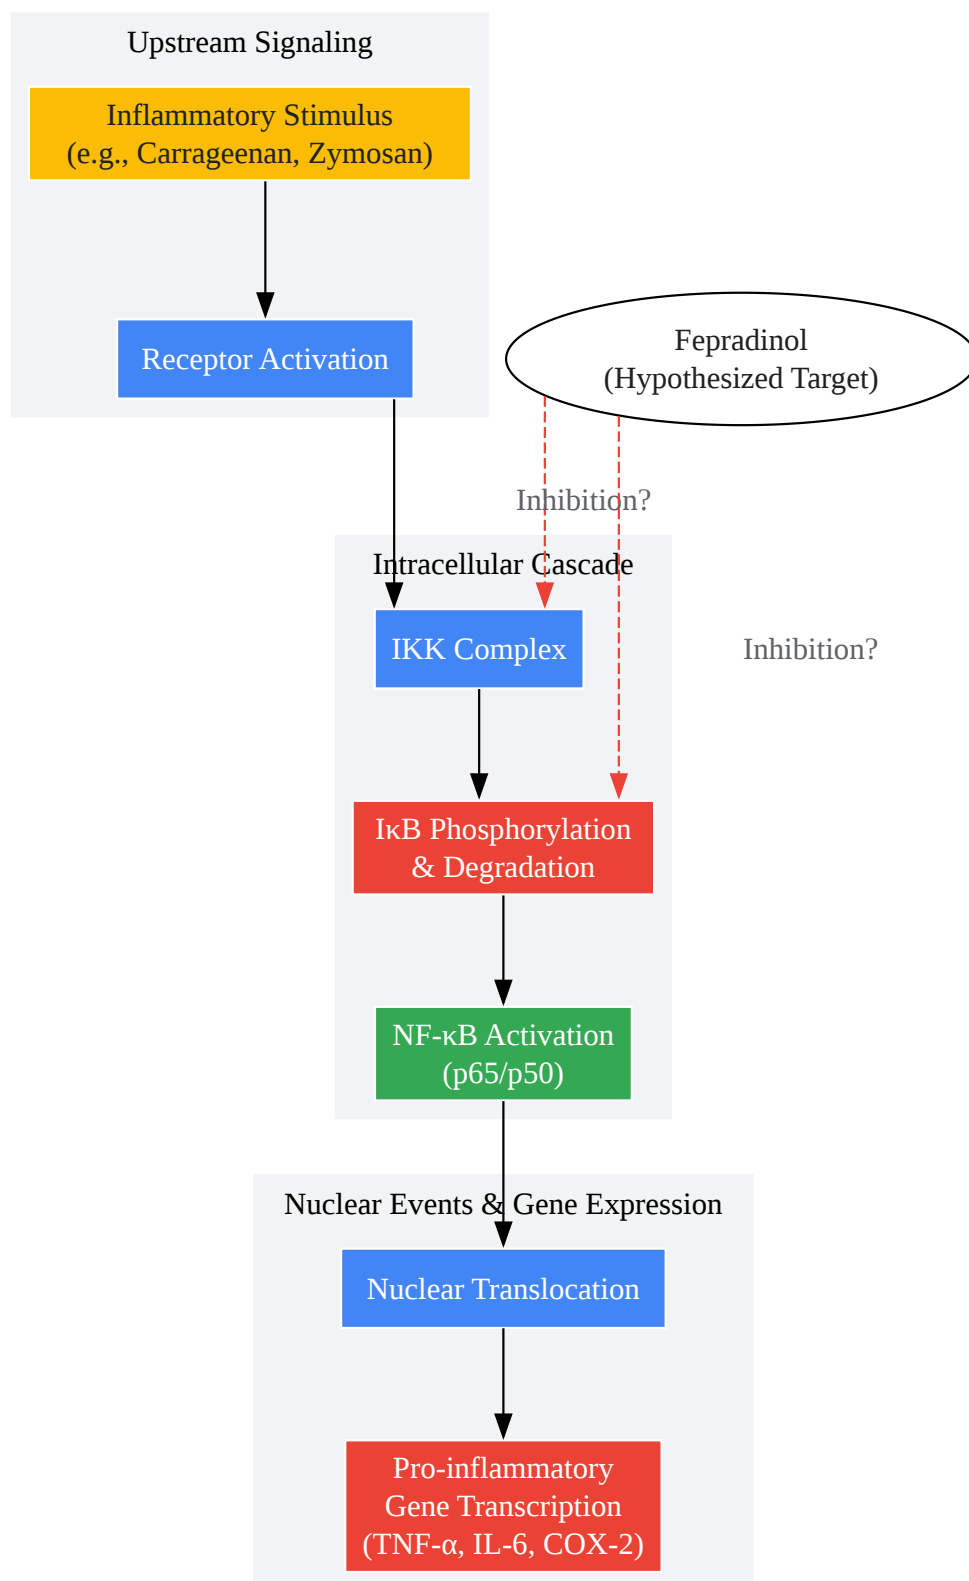 Upstream Signaling
Inflammatory Stimulus
(e.g., Carrageenan, Zymosan)
Receptor Activation
Fepradinol
(Hypothesized Target)
Inhibition?
Intracellular Cascade
IKK Complex
Inhibition?
IκB Phosphorylation
& Degradation
NF-κB Activation
(p65/p50)
Nuclear Events & Gene Expression
Nuclear Translocation
Pro-inflammatory
Gene Transcription
(TNF-α, IL-6, COX-2)